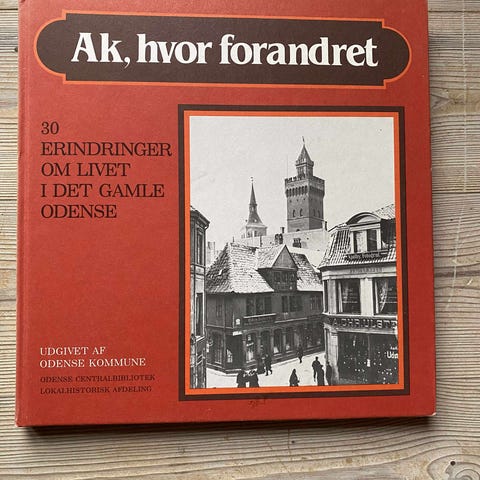 Ak, hvor forandret
30
ERINDRINGER
OM LIVET
I DET GAMLE
ODENSE
UDGIVET AF
ODENSE KOMMUNE
ODENSE CENTRALBIBLIOTEK
LOKALHISTORISK AFDELING